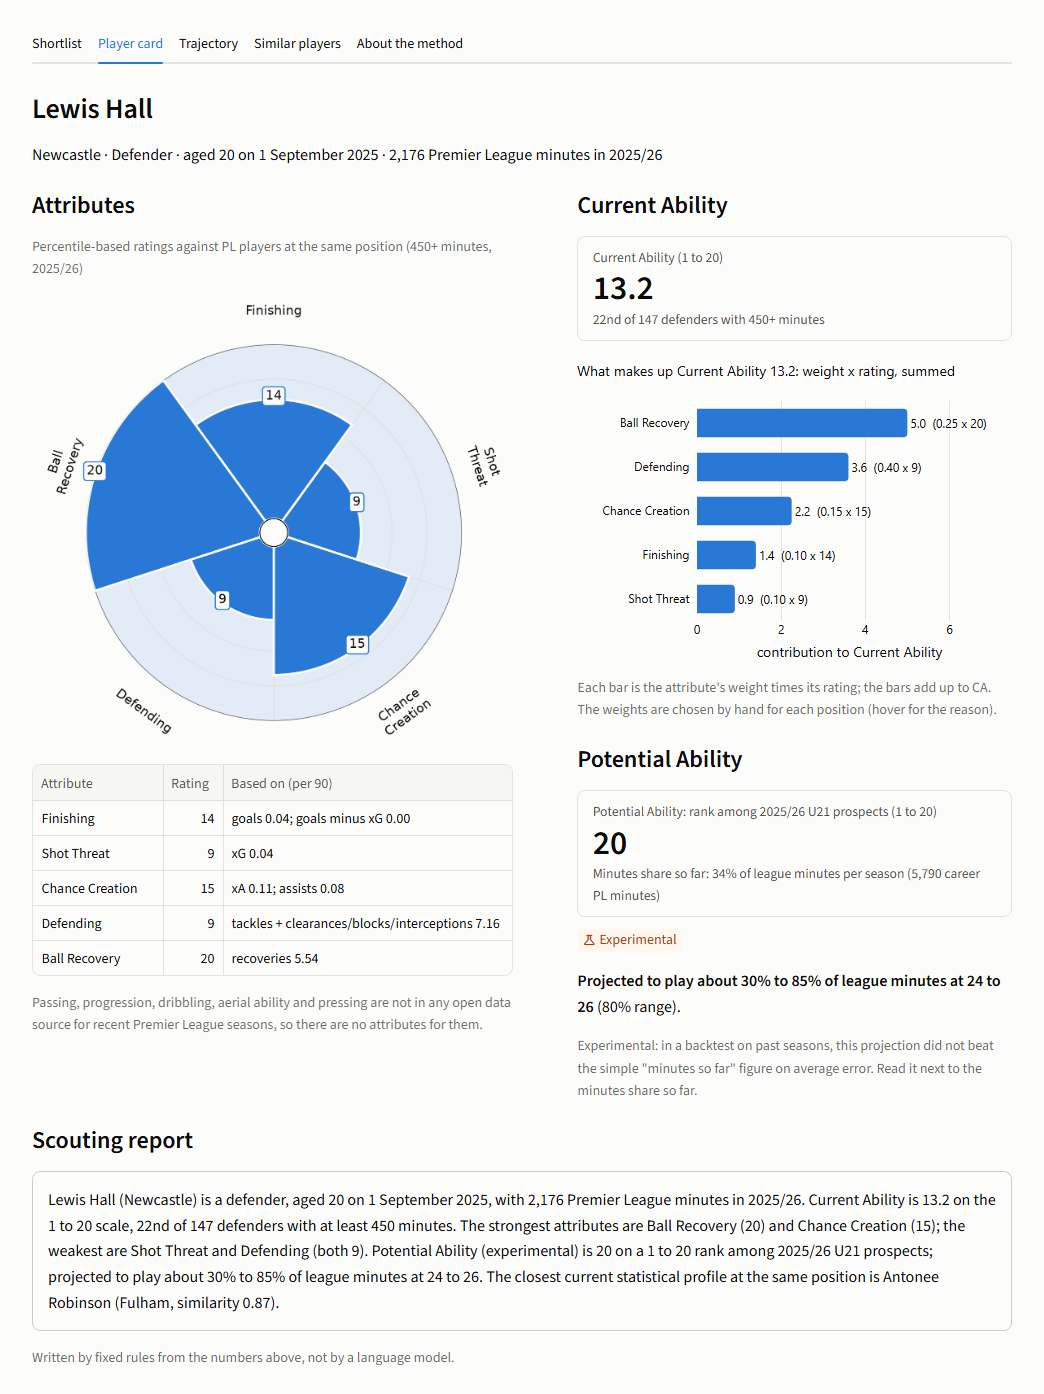 Shortlist Player card Trajectory Similar players About the method
Lewis Hall
Newcastle · Defender · aged 20 on 1 September 2025 · 2,176 Premier League minutes in 2025/26
Attributes
Percentile-based ratings against PL players at the same position (450+ minutes,
2025/26)
Finishing
14
Shot
Threat
9
Ball
Recovery
20
9
15
Defending
Chance
Creation
Attribute Rating Based on (per 90)
Finishing 14 goals 0.04; goals minus xG 0.00
Shot Threat 9 xG 0.04
Chance Creation 15 xA 0.11; assists 0.08
Defending 9 tackles + clearances/blocks/interceptions 7.16
Ball Recovery 20 recoveries 5.54
Passing, progression, dribbling, aerial ability and pressing are not in any open data
source for recent Premier League seasons, so there are no attributes for them.
Current Ability
Current Ability (1 to 20)
13.2
22nd of 147 defenders with 450+ minutes
What makes up Current Ability 13.2: weight x rating, summed
Ball Recovery 5.0 (0.25 x 20)
Defending 3.6 (0.40 x 9)
Chance Creation 2.2 (0.15 x 15)
Finishing 1.4 (0.10 x 14)
Shot Threat 0.9 (0.10 x 9)
0 2 4 6
contribution to Current Ability
Each bar is the attribute's weight times its rating; the bars add up to CA.
The weights are chosen by hand for each position (hover for the reason).
Potential Ability
Potential Ability: rank among 2025/26 U21 prospects (1 to 20)
20
Minutes share so far: 34% of league minutes per season (5,790 career
PL minutes)
Experimental
Projected to play about 30% to 85% of league minutes at 24 to
26 (80% range).
Experimental: in a backtest on past seasons, this projection did not beat
the simple "minutes so far" figure on average error. Read it next to the
minutes share so far.
Scouting report
Lewis Hall (Newcastle) is a defender, aged 20 on 1 September 2025, with 2,176 Premier League minutes in 2025/26. Current Ability is 13.2 on the
1 to 20 scale, 22nd of 147 defenders with at least 450 minutes. The strongest attributes are Ball Recovery (20) and Chance Creation (15); the
weakest are Shot Threat and Defending (both 9). Potential Ability (experimental) is 20 on a 1 to 20 rank among 2025/26 U21 prospects;
projected to play about 30% to 85% of league minutes at 24 to 26. The closest current statistical profile at the same position is Antonee
Robinson (Fulham, similarity 0.87).
Written by fixed rules from the numbers above, not by a language model.